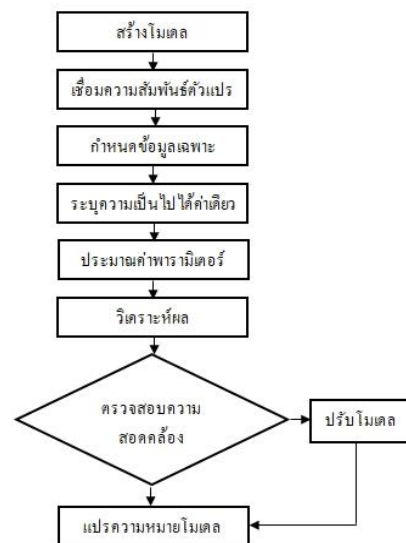 สร้างโมเดล
เชื่อมความสัมพันธ์ตัวแปร
กำหนดข้อมูลเฉพาะ
ระบุความเป็นไปได้ค่าเดียว
ประมาณค่าพารามิเตอร์
วิเคราะห์ผล
ตรวจสอบความ
สอดคล้อง
ปรับโมเดล
แปรความหมายโมเดล